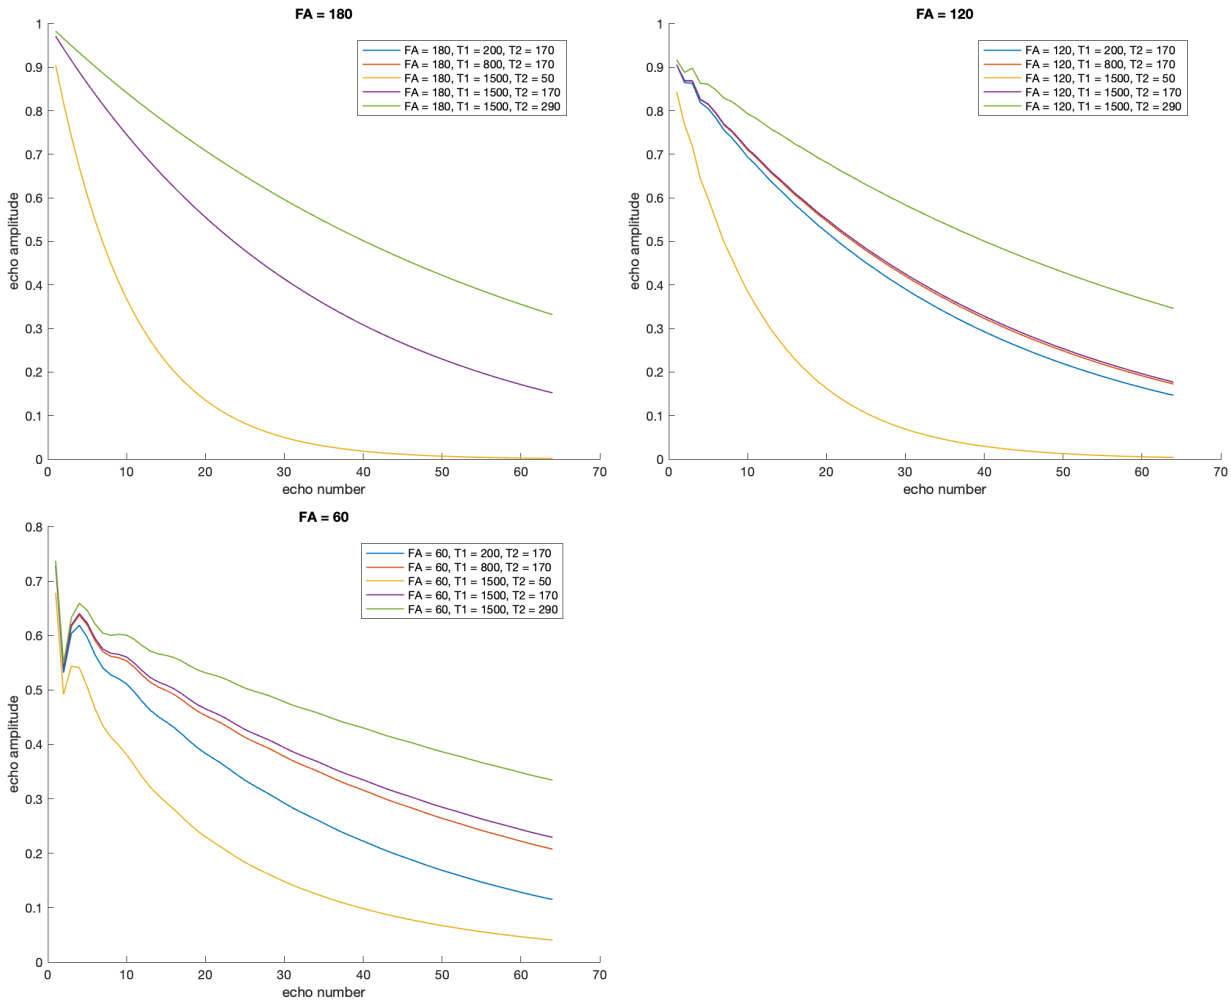 FA = 180
1
0.9
0.8
0.7
0.6
0.5
0.4
0.3
0.2
0.1
0
echo amplitude
FA = 180, T1 = 200, T2 = 170
FA = 180, T1 = 800, T2 = 170
FA = 180, T1 = 1500, T2 = 50
FA = 180, T1 = 1500, T2 = 170
FA = 180, T1 = 1500, T2 = 290
0 10 20 30 40 50 60 70
echo number
FA = 120
1
0.9
0.8
0.7
0.6
0.5
0.4
0.3
0.2
0.1
0
echo amplitude
FA = 120, T1 = 200, T2 = 170
FA = 120, T1 = 800, T2 = 170
FA = 120, T1 = 1500, T2 = 50
FA = 120, T1 = 1500, T2 = 170
FA = 120, T1 = 1500, T2 = 290
0 10 20 30 40 50 60 70
echo number
FA = 60
0.8
0.7
0.6
0.5
0.4
0.3
0.2
0.1
0
echo amplitude
FA = 60, T1 = 200, T2 = 170
FA = 60, T1 = 800, T2 = 170
FA = 60, T1 = 1500, T2 = 50
FA = 60, T1 = 1500, T2 = 170
FA = 60, T1 = 1500, T2 = 290
0 10 20 30 40 50 60 70
echo number